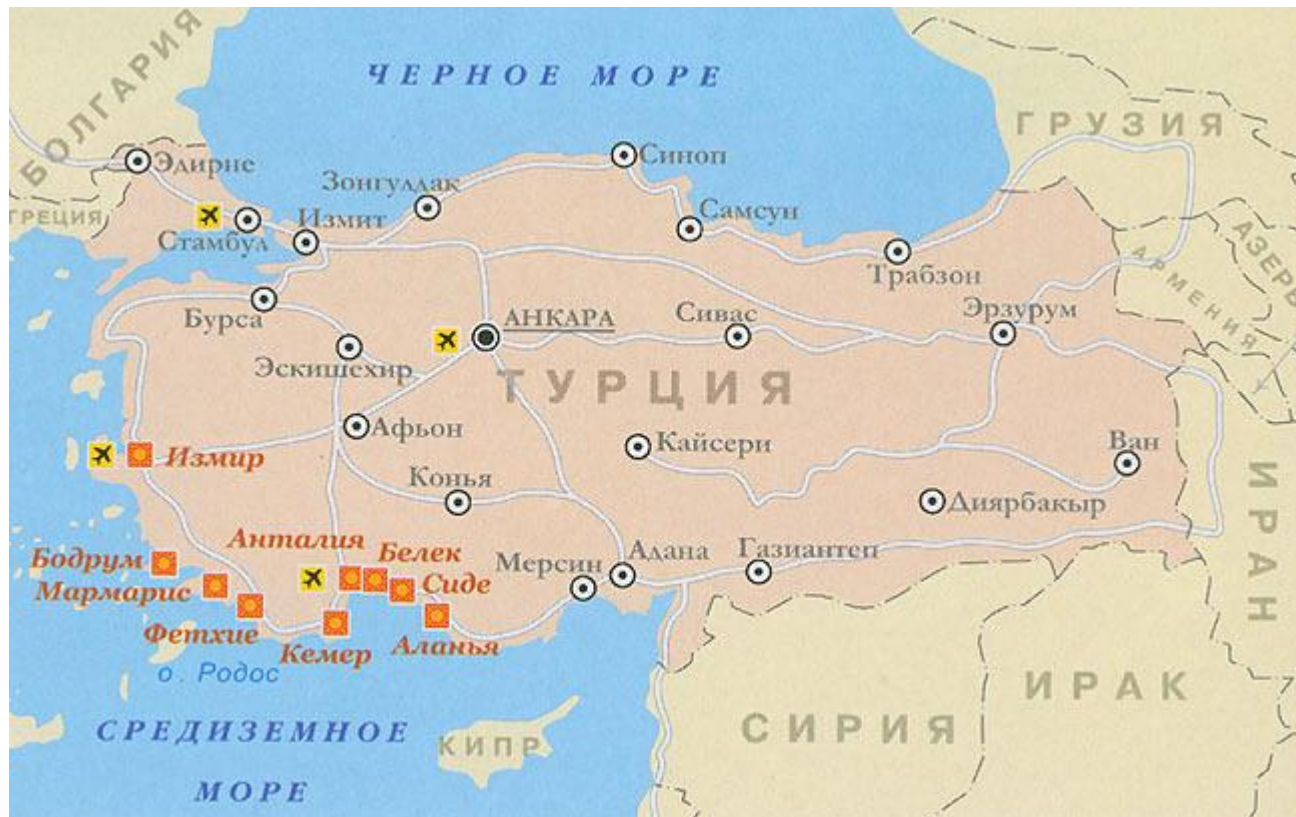 ЧЕРНОЕ МОРЕ
БОЛГАРИЯ
ГРУЗИЯ
Эдирне
Синоп
Зонгулдак
ГРЕЦИЯ
Измит
Самсун
Стамбул
АЗЕРБ
Трабзон
АРМЕНИЯ
Бурса
АНКАРА
Сивас
Эрзурум
Эскишехир
ТУРЦИЯ
Афьон
Кайсери
Ван
Измир
Конья
Диярбакыр
ИРАН
Анталия
Белек
Бодрум
Мерсин
Адана
Газиантеп
Мармарис
Сиде
Фетхие
Кемер
Аланья
о. Родос
ИРАК
СРЕДИЗЕМНОЕ
МОРЕ
КИПР
СИРИЯ